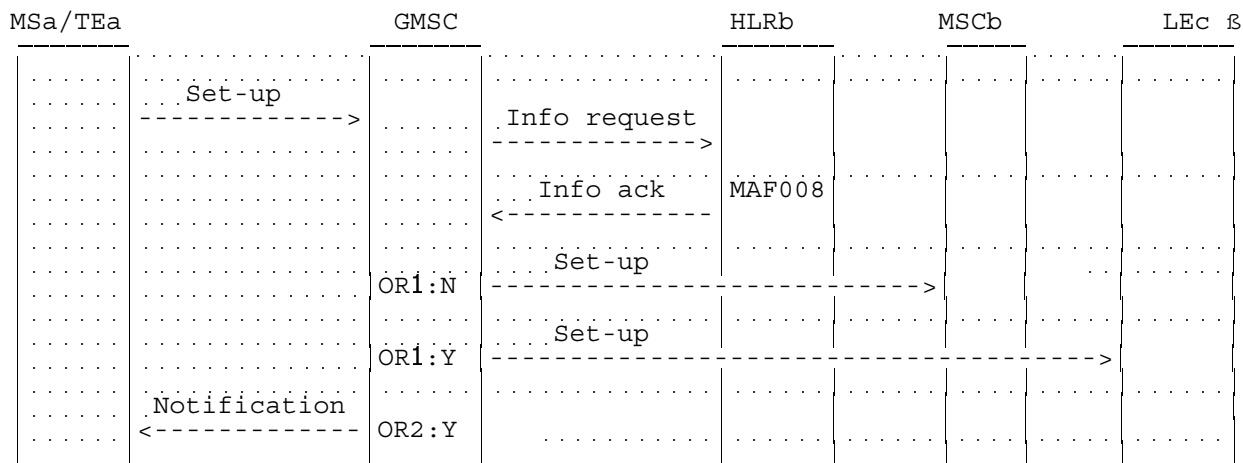 MSa/TEa GMSC HLRb MSCb LEc ß
Set-up
------------->
Info request
------------->
Info ack MAF008
<-------------
Set-up
OR1:N --------------------------->
Set-up
OR1:Y -------------------------------------->
Notification
<------------- OR2:Y